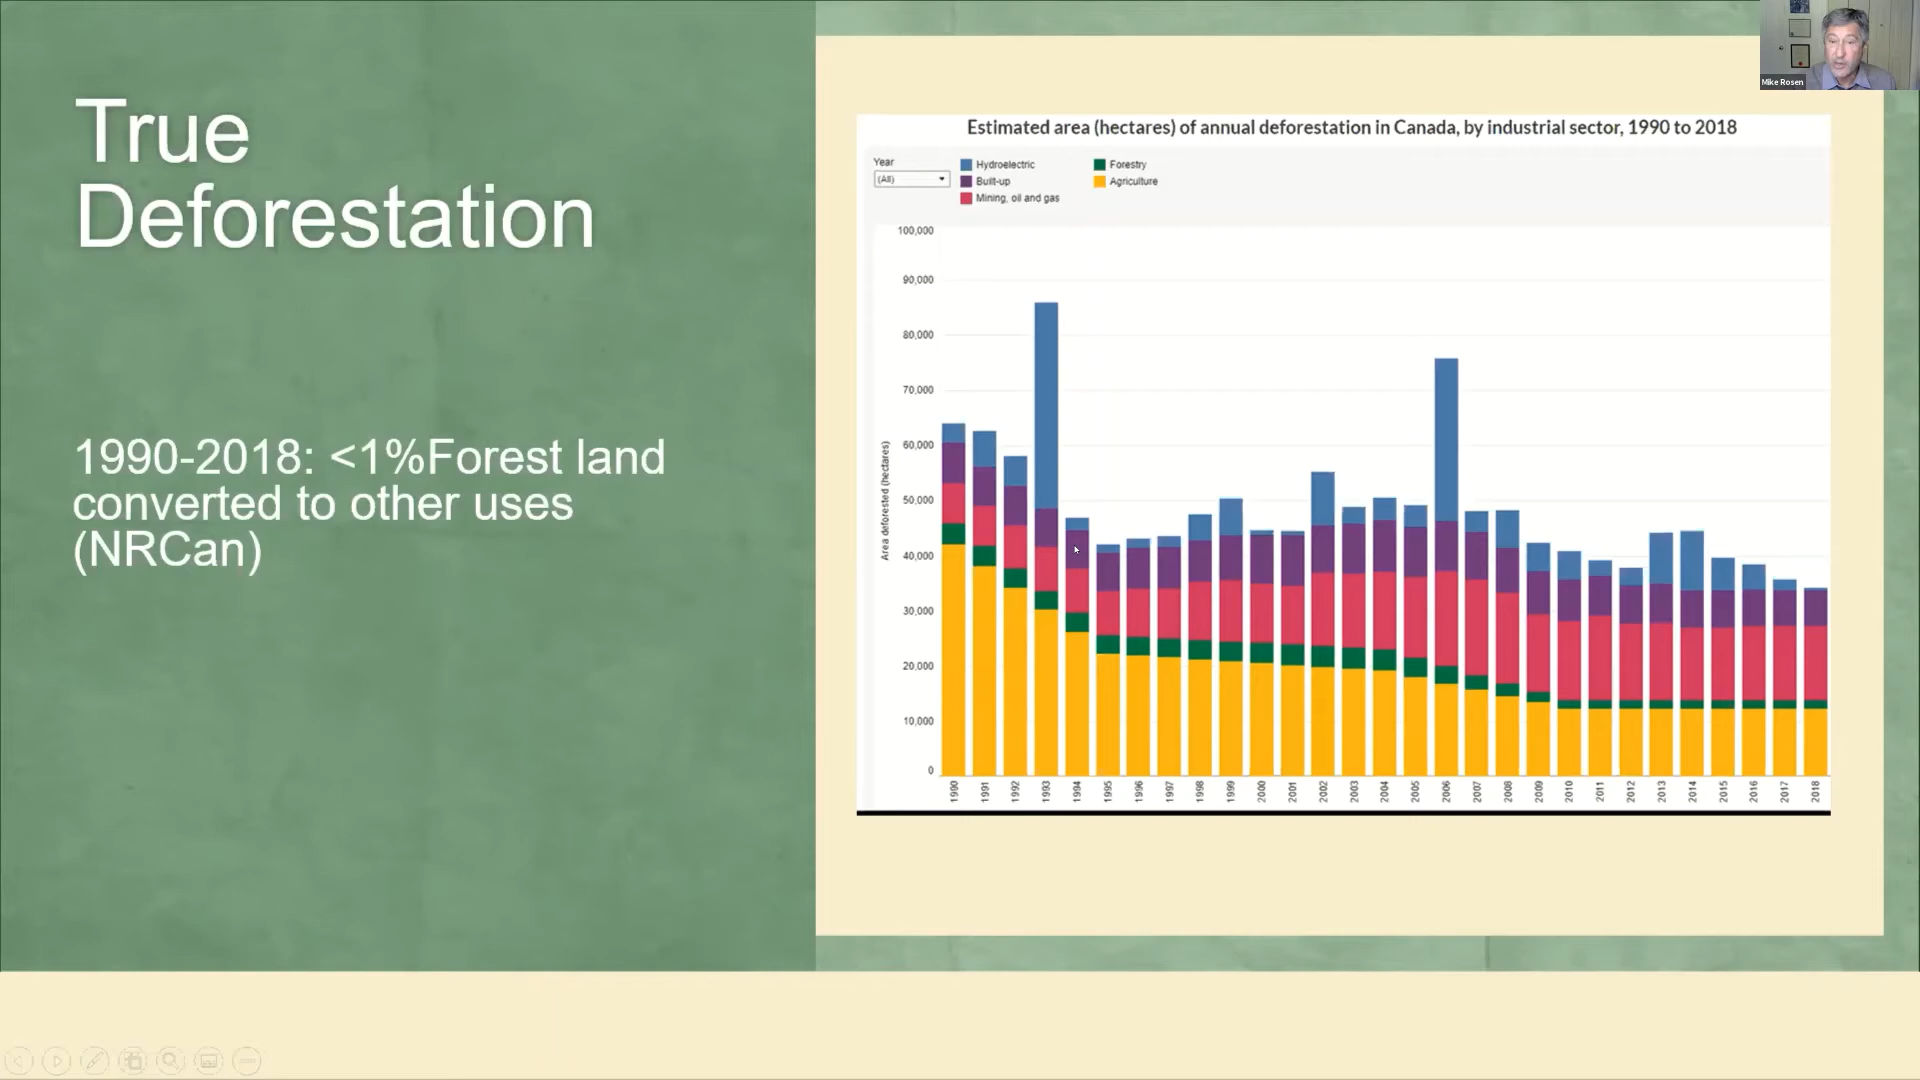 True
Deforestation
1990-2018: <1%Forest land
converted to other uses
(NRCan)
Mike Rosen
Estimated area (hectares) of annual deforestation in Canada, by industrial sector, 1990 to 2018
Year
(All)
Hydroelectric
Built-up
Mining, oil and gas
Forestry
Agriculture
Area deforested (hectares)
100,000
90,000
80,000
70,000
60,000
50,000
40,000
30,000
20,000
10,000
0
1990 1991 1992 1993 1994 1995 1996 1997 1998 1999 2000 2001 2002 2003 2004 2005 2006 2007 2008 2009 2010 2011 2012 2013 2014 2015 2016 2017 2018